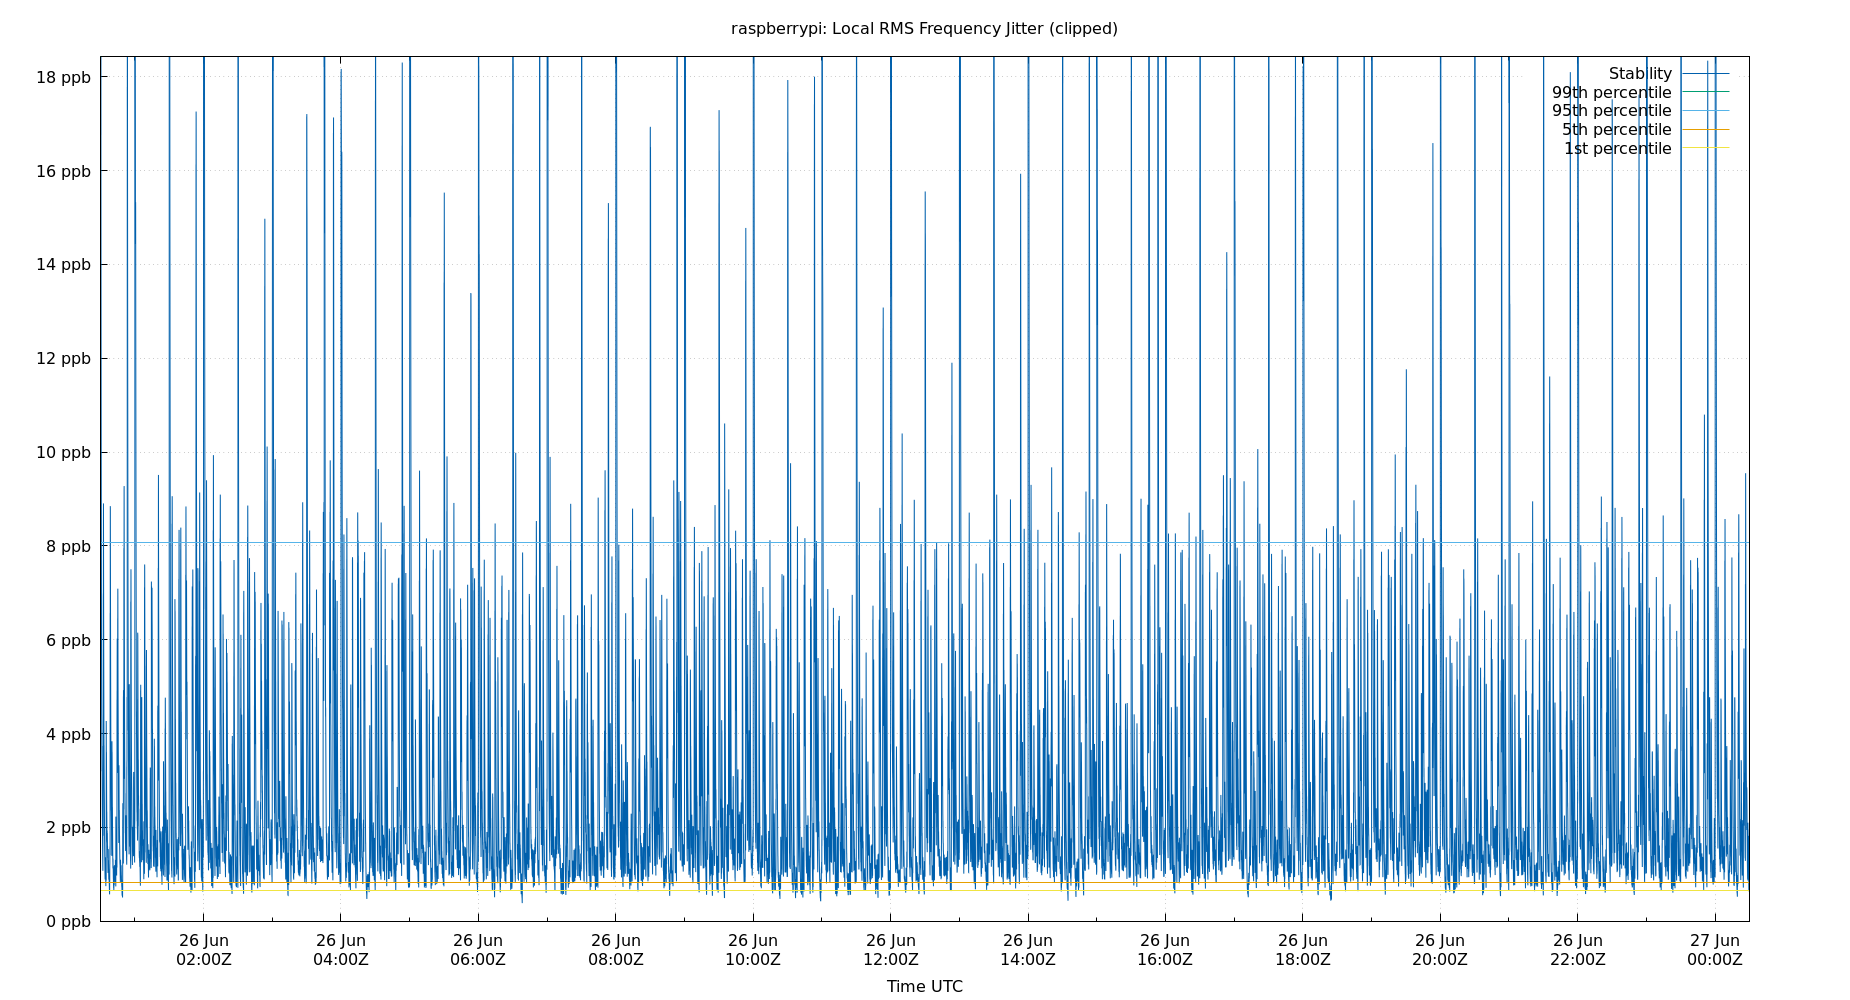 raspberrypi: Local RMS Frequency Jitter (clipped)
18 ppb
16 ppb
14 ppb
12 ppb
10 ppb
8 ppb
6 ppb
4 ppb
2 ppb
0 ppb
Stability
99th percentile
95th percentile
5th percentile
1st percentile
26 Jun 26 Jun 26 Jun 26 Jun 26 Jun 26 Jun 26 Jun 26 Jun 26 Jun 26 Jun 26 Jun 27 Jun
02:00Z 04:00Z 06:00Z 08:00Z 10:00Z 12:00Z 14:00Z 16:00Z 18:00Z 20:00Z 22:00Z 00:00Z
Time UTC